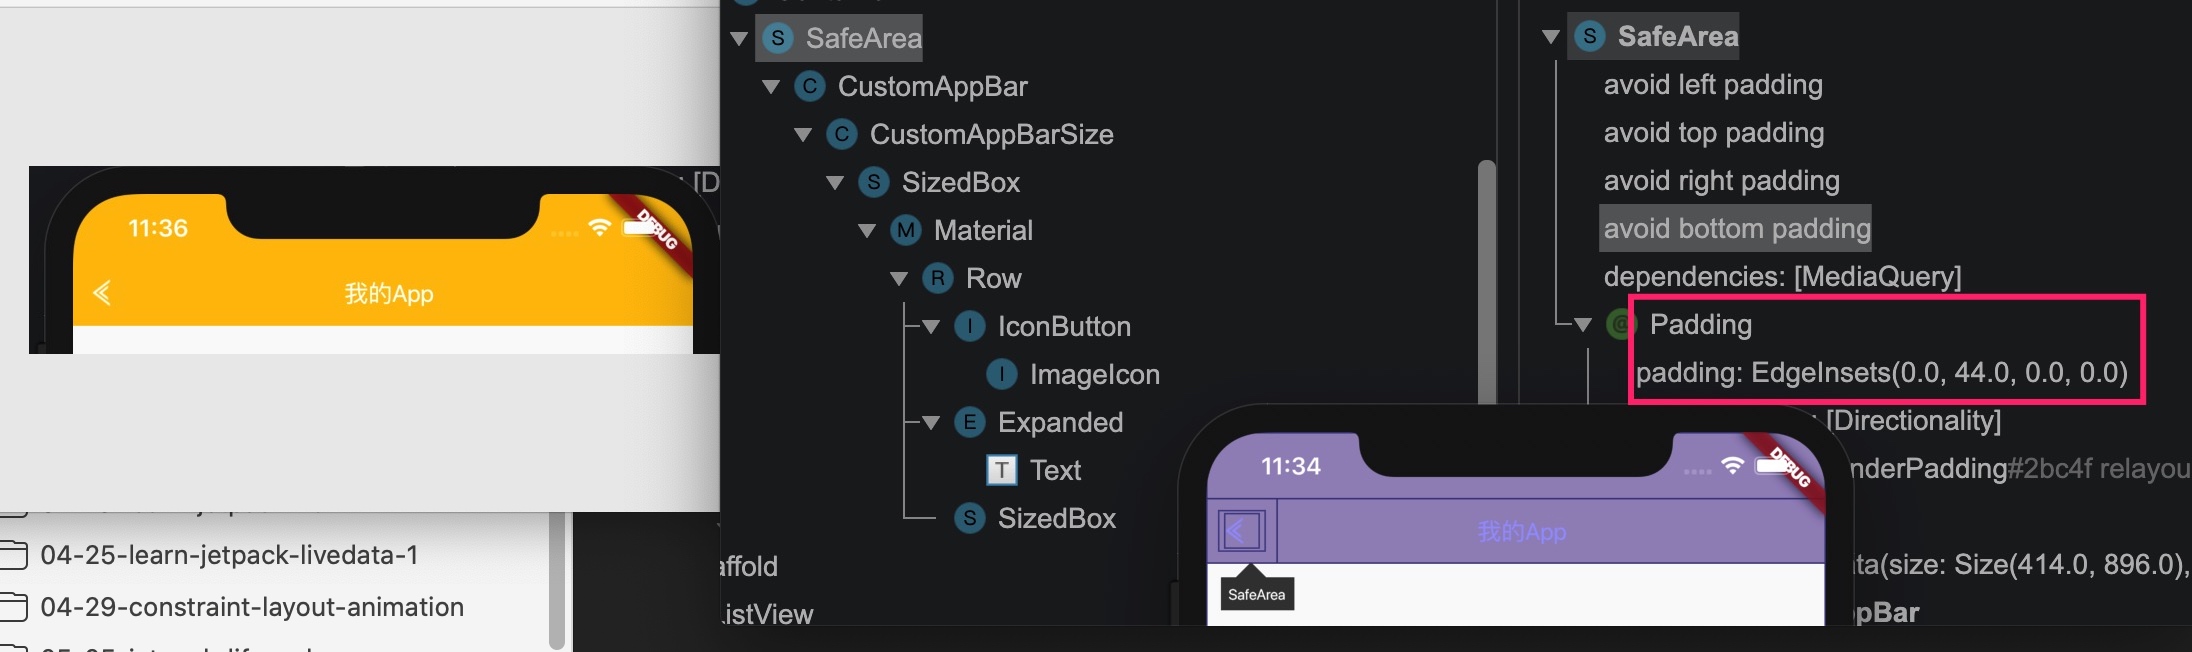 [D
11:36
DEBUG
我的App
04-25-learn-jetpack-livedata-1
04-29-constraint-layout-animation
S SafeArea
C CustomAppBar
C CustomAppBarSize
S SizedBox
M Material
R Row
I IconButton
I ImageIcon
E Expanded
T Text
S SizedBox
affold
ListView
S SafeArea
avoid left padding
avoid top padding
avoid right padding
avoid bottom padding
dependencies: [MediaQuery]
@ Padding
padding: EdgeInsets(0.0, 44.0, 0.0, 0.0)
: [Directionality]
nderPadding#2bc4f relayou
ta(size: Size(414.0, 896.0),
pBar
11:34
DEBUG
我的App
SafeArea